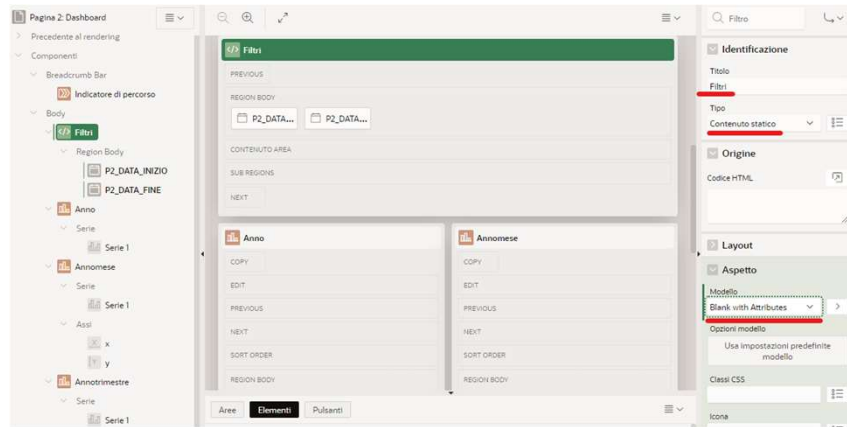 Pagina 2: Dashboard
Precedente al rendering
Componenti
Breadcrumb Bar
Indicatore di percorso
Body
Filtri
Region Body
P2_DATA_INIZIO
P2_DATA_FINE
Anno
Serie
Serie 1
Annomese
Serie
Serie 1
Assi
x
y
Annotrimestre
Serie
Serie 1
Filtri
PREVIOUS
REGION BODY
P2_DATA... P2_DATA...
CONTENUTO AREA
SUB REGIONS
NEXT
Anno
COPY
EDIT
PREVIOUS
NEXT
SORT ORDER
REGION BODY
Annomese
COPY
EDIT
PREVIOUS
NEXT
SORT ORDER
REGION BODY
Aree Elementi Pulsanti
Filtro
Identificazione
Titolo
Filtri
Tipo
Contenuto statico
Origine
Codice HTML
Layout
Aspetto
Modello
Blank with Attributes
Opzioni modello
Usa impostazioni predefinite
modello
Classi CSS
Icona